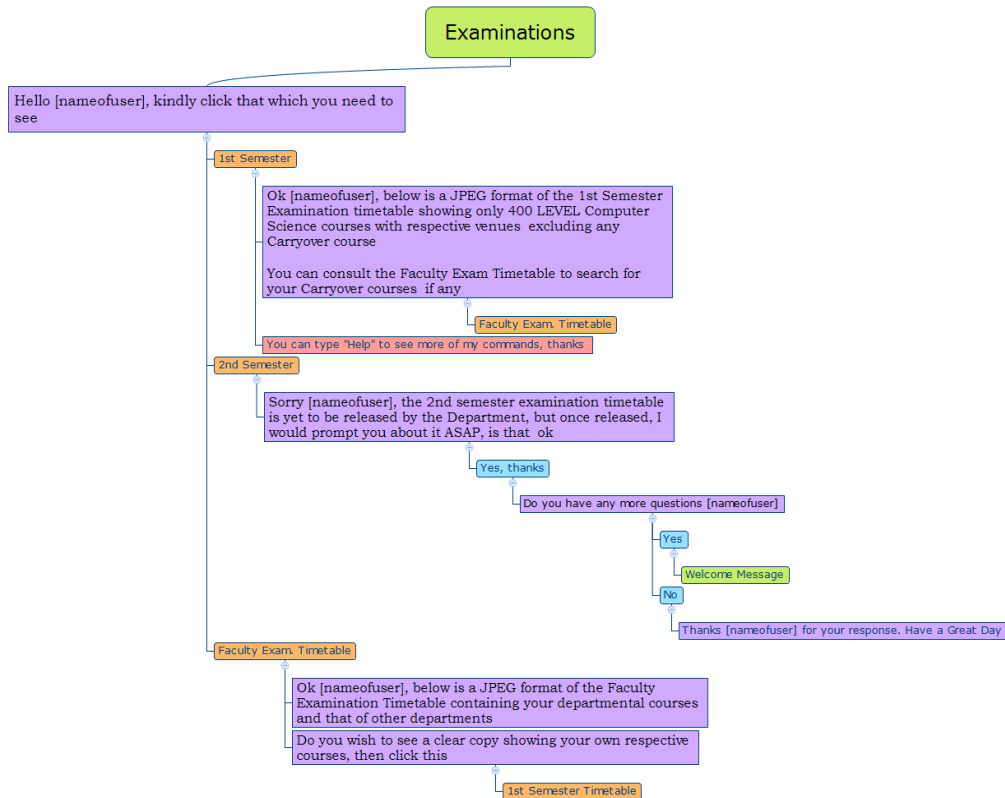 Examinations
Hello [nameofuser], kindly click that which you need to
see
1st Semester
Ok [nameofuser], below is a JPEG format of the 1st Semester
Examination timetable showing only 400 LEVEL Computer
Science courses with respective venues  excluding any
Carryover course
You can consult the Faculty Exam Timetable to search for
your Carryover courses  if any
Faculty Exam. Timetable
You can type "Help" to see more of my commands, thanks
2nd Semester
Sorry [nameofuser], the 2nd semester examination timetable
is yet to be released by the Department, but once released, I
would prompt you about it ASAP, is that  ok
Yes, thanks
Do you have any more questions [nameofuser]
Yes
Welcome Message
No
Thanks [nameofuser] for your response. Have a Great Day
Faculty Exam. Timetable
Ok [nameofuser], below is a JPEG format of the Faculty
Examination Timetable containing your departmental courses
and that of other departments
Do you wish to see a clear copy showing your own respective
courses, then click this
1st Semester Timetable